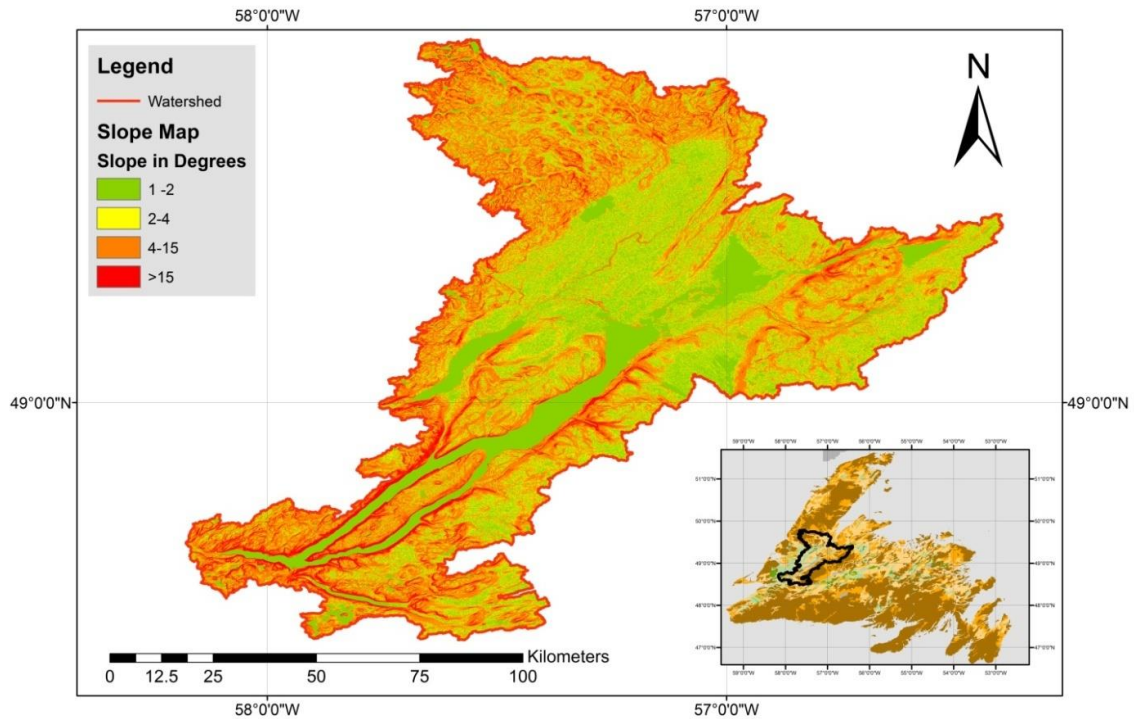 58°0'0"W 57°0'0"W
Legend
Watershed
Slope Map
Slope in Degrees
1 -2
2-4
4-15
>15
N
49°0'0"N 49°0'0"N
Kilometers
0 12.5 25 50 75 100
58°0'0"W 57°0'0"W